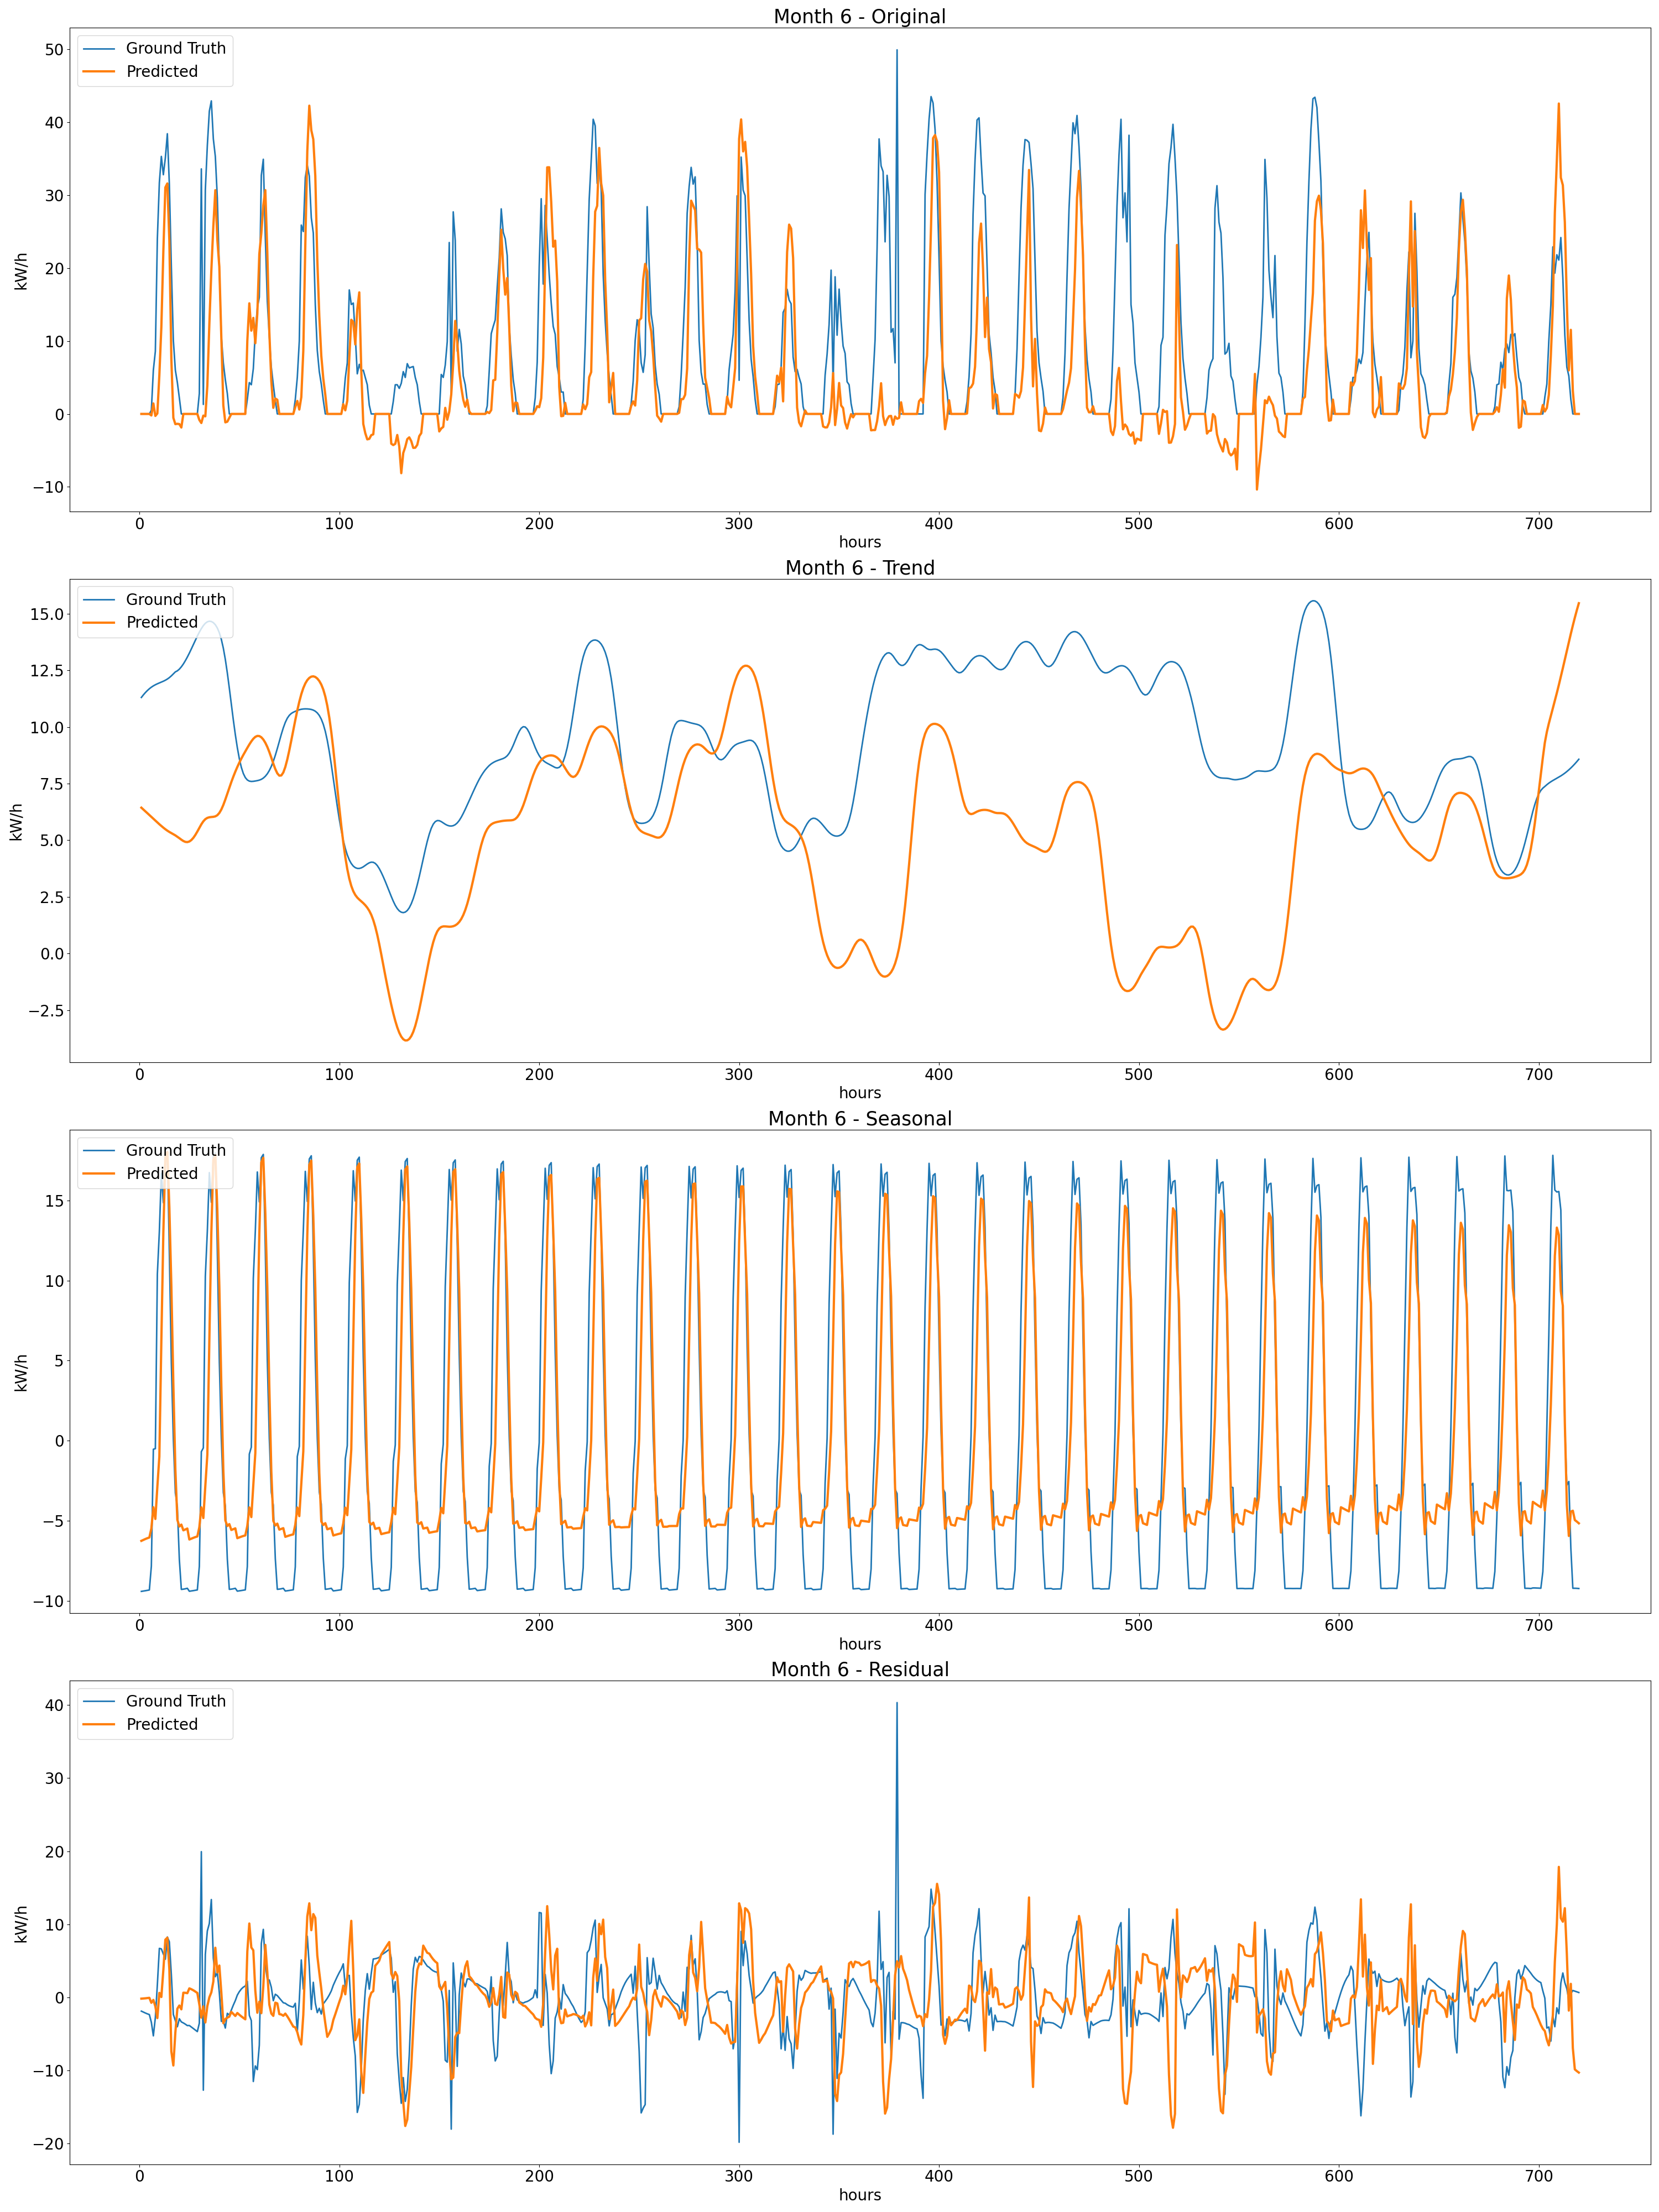 Month 6 - Original
Ground Truth
Predicted
50
40
30
20
10
0
−10
kW/h
0 100 200 300 400 500 600 700
hours
Month 6 - Trend
Ground Truth
Predicted
15.0
12.5
10.0
7.5
5.0
2.5
0.0
−2.5
kW/h
0 100 200 300 400 500 600 700
hours
Month 6 - Seasonal
Ground Truth
Predicted
15
10
5
0
−5
−10
kW/h
0 100 200 300 400 500 600 700
hours
Month 6 - Residual
Ground Truth
Predicted
40
30
20
10
0
−10
−20
kW/h
0 100 200 300 400 500 600 700
hours